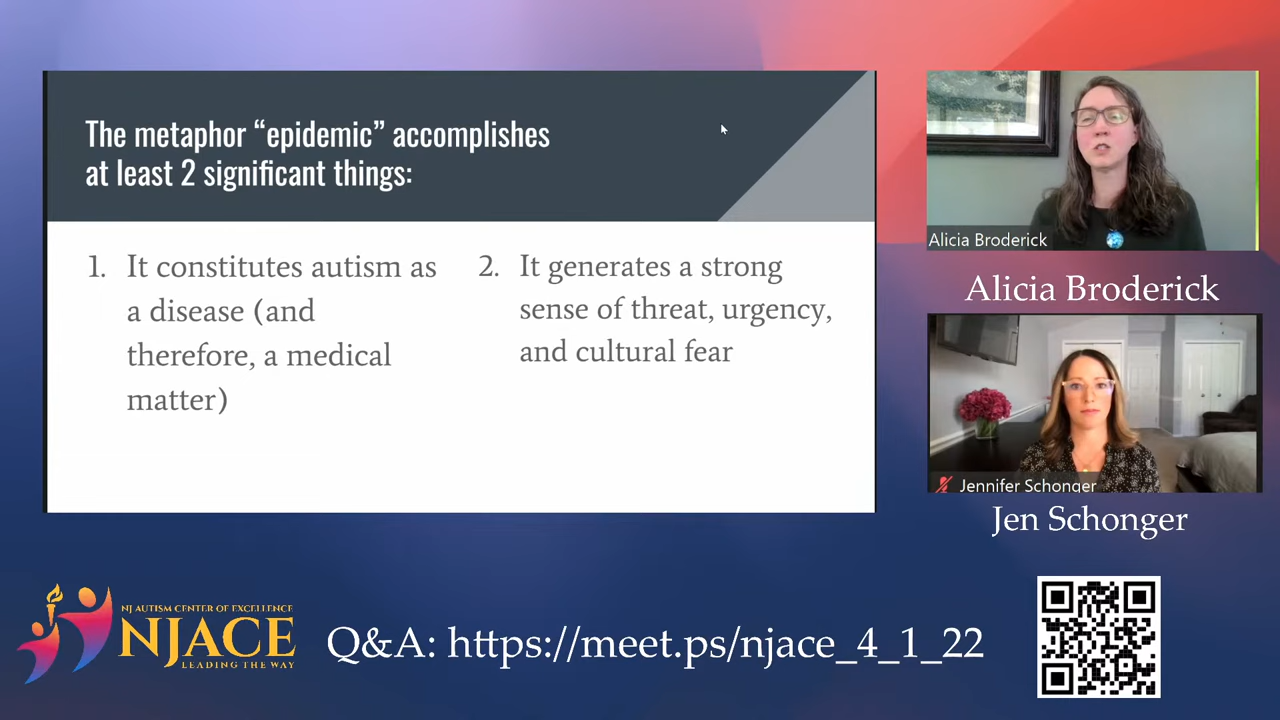 The metaphor “epidemic” accomplishes
at least 2 significant things:
1. It constitutes autism as
a disease (and
therefore, a medical
matter)
2. It generates a strong
sense of threat, urgency,
and cultural fear
Alicia Broderick
Alicia Broderick
Jennifer Schonger
Jen Schonger
NJ AUTISM CENTER OF EXCELLENCE
NJACE
LEADING THE WAY
Q&A: https://meet.ps/njace_4_1_22